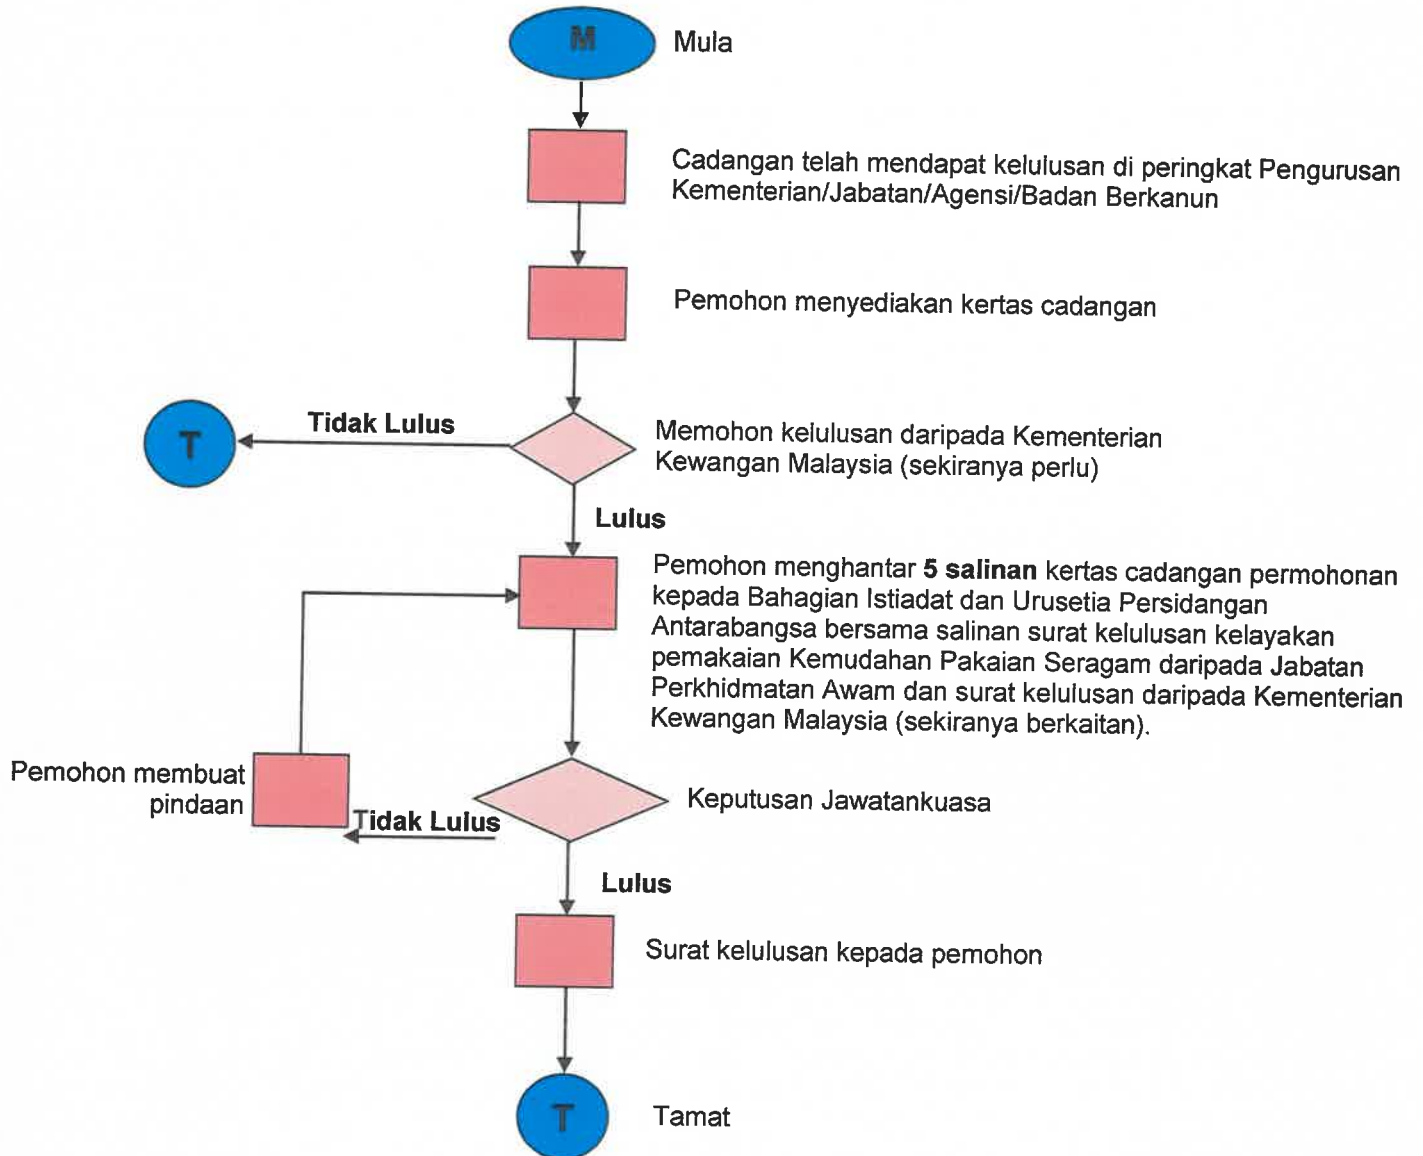 M
Mula
Cadangan telah mendapat kelulusan di peringkat Pengurusan
Kementerian/Jabatan/Agensi/Badan Berkanun
Pemohon menyediakan kertas cadangan
T
Tidak Lulus
Memohon kelulusan daripada Kementerian
Kewangan Malaysia (sekiranya perlu)
Lulus
Pemohon menghantar 5 salinan kertas cadangan permohonan
kepada Bahagian Istiadat dan Urusetia Persidangan
Antarabangsa bersama salinan surat kelulusan kelayakan
pemakaian Kemudahan Pakaian Seragam daripada Jabatan
Perkhidmatan Awam dan surat kelulusan daripada Kementerian
Kewangan Malaysia (sekiranya berkaitan).
Pemohon membuat
pindaan
Tidak Lulus
Keputusan Jawatankuasa
Lulus
Surat kelulusan kepada pemohon
T
Tamat